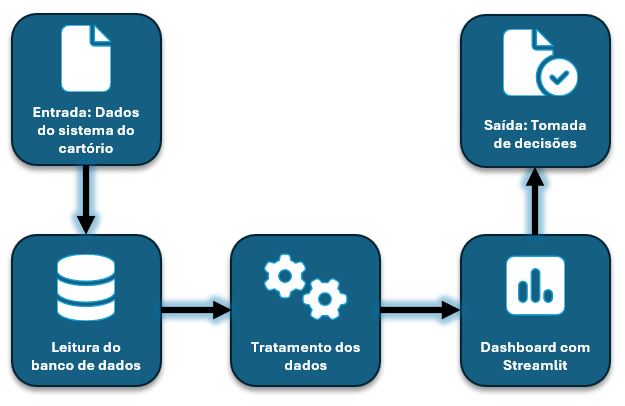 Entrada: Dados
do sistema do
cartório
Leitura do
banco de dados
Tratamento dos
dados
Dashboard com
Streamlit
Saída: Tomada
de decisões